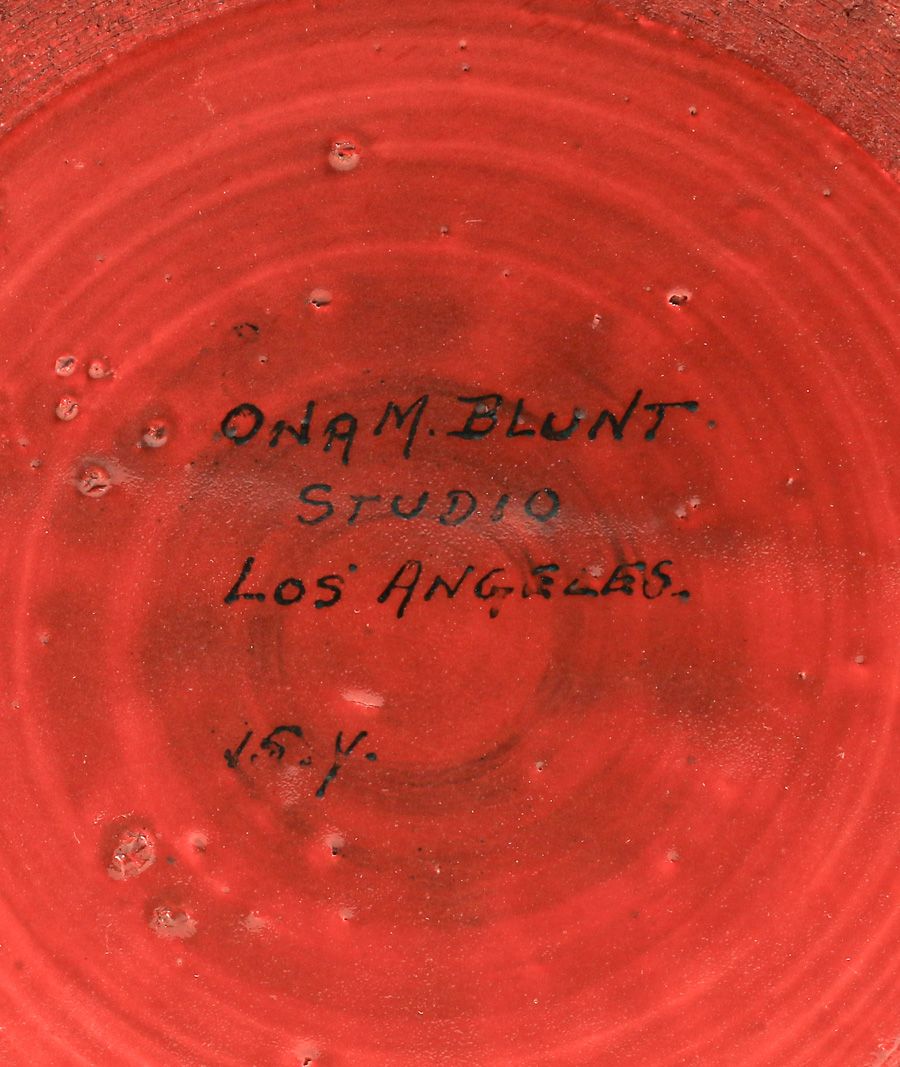 ONA M. BLUNT
STUDIO
LOS ANGELES.